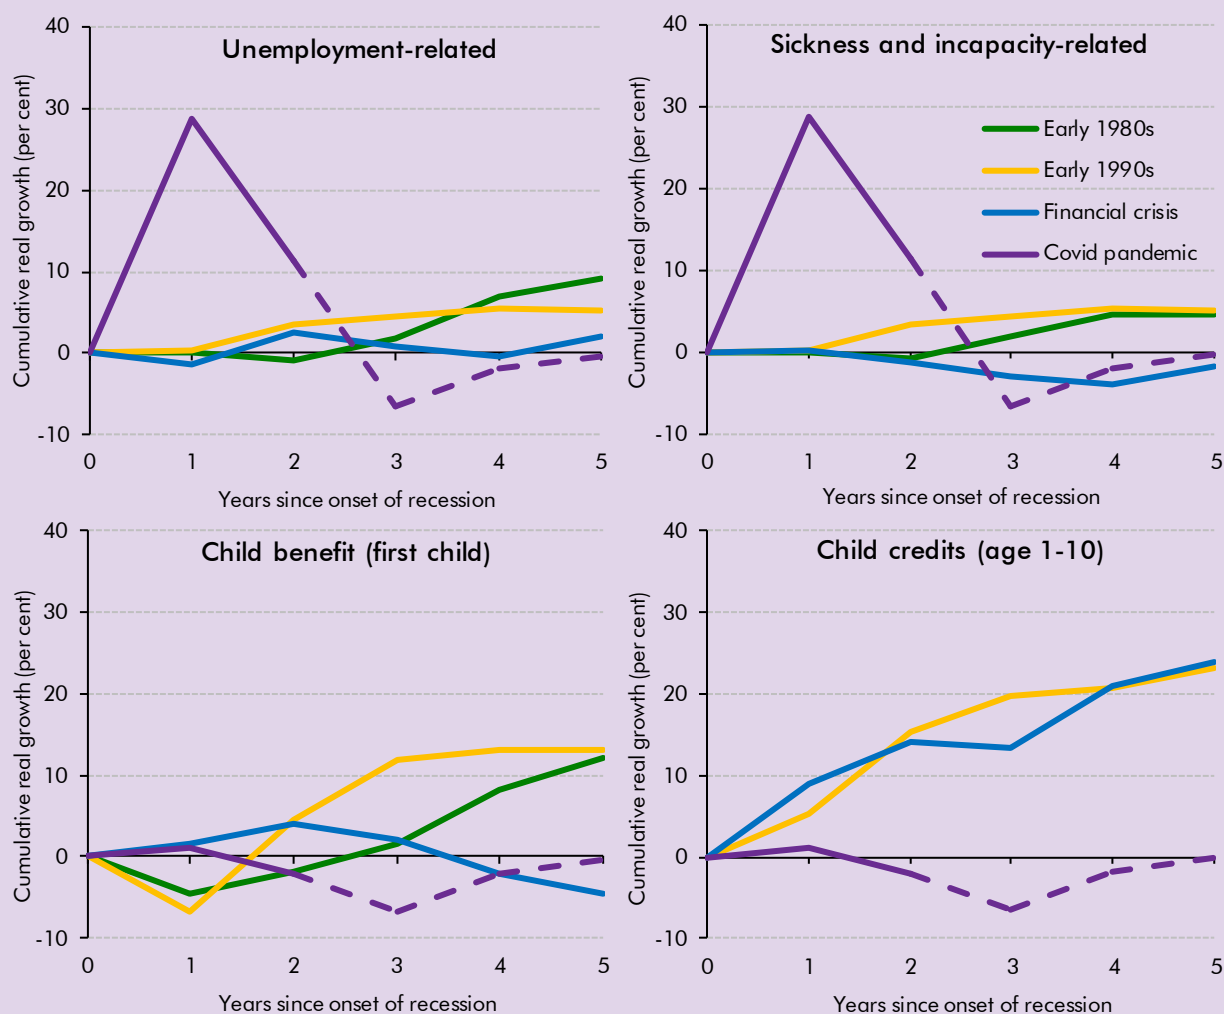 Unemployment-related
Cumulative real growth (per cent)
40
30
20
10
0
-10
0 1 2 3 4 5
Years since onset of recession
Sickness and incapacity-related
Cumulative real growth (per cent)
40
30
20
10
0
-10
Early 1980s
Early 1990s
Financial crisis
Covid pandemic
0 1 2 3 4 5
Years since onset of recession
Child benefit (first child)
Cumulative real growth (per cent)
40
30
20
10
0
-10
0 1 2 3 4 5
Years since onset of recession
Child credits (age 1-10)
Cumulative real growth (per cent)
40
30
20
10
0
-10
0 1 2 3 4 5
Years since onset of recession